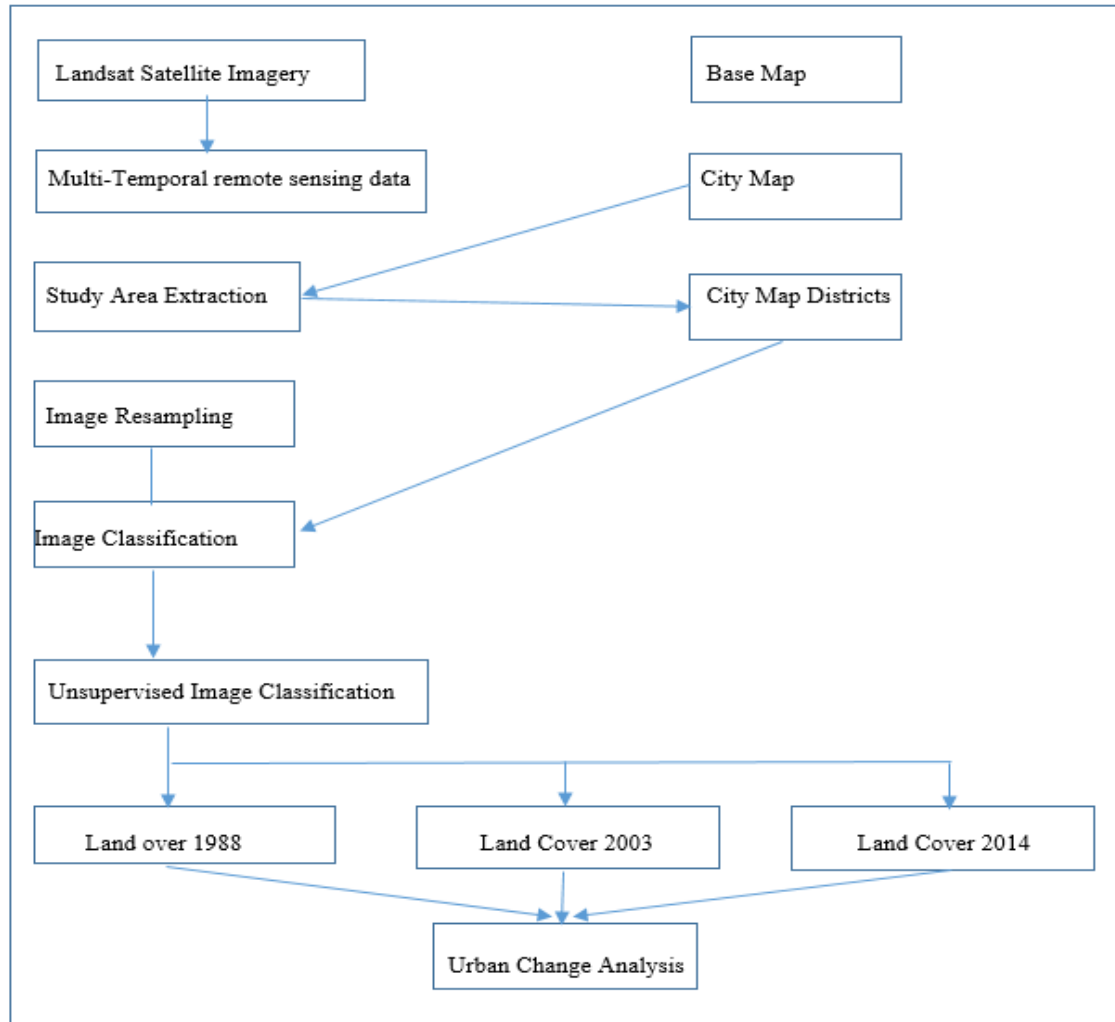 Landsat Satellite Imagery
Base Map
Multi-Temporal remote sensing data
City Map
Study Area Extraction
City Map Districts
Image Resampling
Image Classification
Unsupervised Image Classification
Land over 1988
Land Cover 2003
Land Cover 2014
Urban Change Analysis